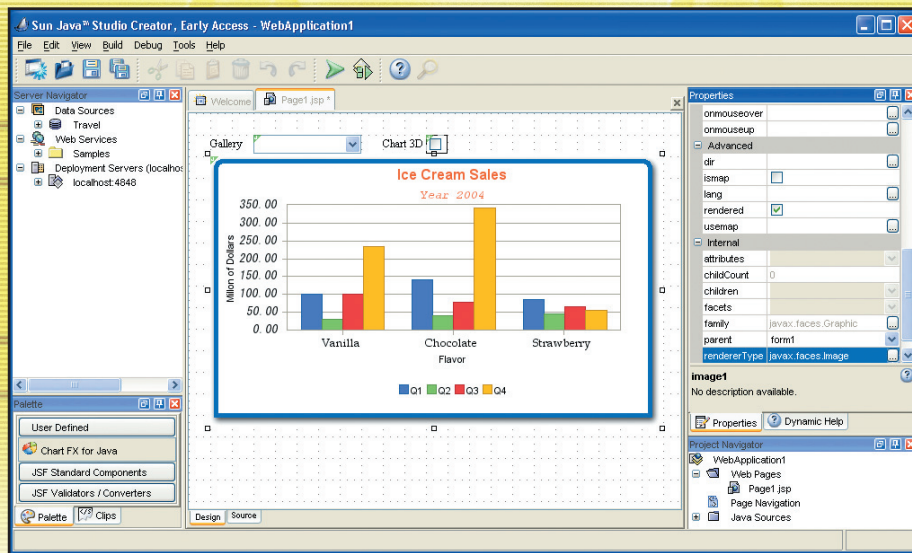 Sun Java™ Studio Creator, Early Access - WebApplication1
File Edit View Build Debug Tools Help
Server Navigator
Data Sources
Travel
Web Services
Samples
Deployment Servers (localhos
localhost:4848
Palette
User Defined
Chart FX for Java
JSF Standard Components
JSF Validators / Converters
Palette Clips
Welcome Page1.jsp *
Gallery Chart 3D
Ice Cream Sales
Year 2004
Millon of Dollars
350.00
300.00
250.00
200.00
150.00
100.00
50.00
0.00
Vanilla Chocolate Strawberry
Flavor
Q1 Q2 Q3 Q4
Design Source
Properties
onmouseover
onmouseup
Advanced
dir
ismap
lang
rendered
usemap
Internal
attributes
childCount 0
children
facets
family javax.faces.Graphic
parent form1
rendererType javax.faces.Image
image1
No description available.
Properties Dynamic Help
Project Navigator
WebApplication1
Web Pages
Page1.jsp
Page Navigation
Java Sources